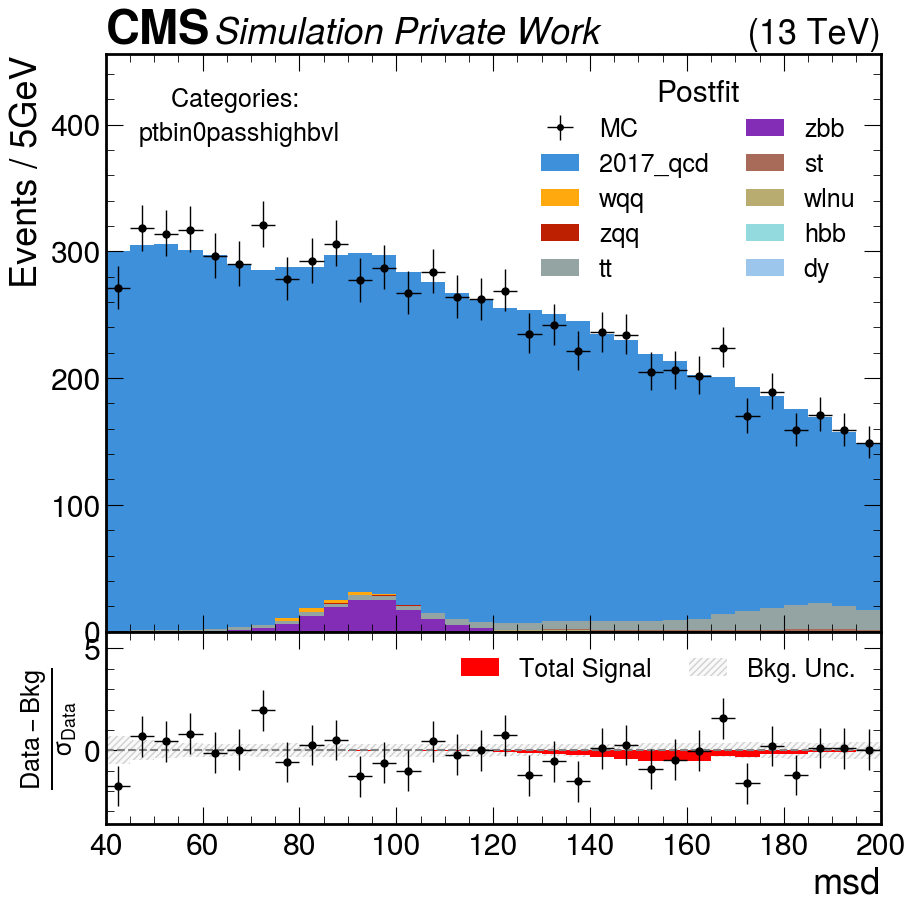 CMS Simulation Private Work (13 TeV)
Events / 5GeV
Categories:
ptbin0passhighbvl
Postfit
MC
2017_qcd
wqq
zqq
tt
zbb
st
wlnu
hbb
dy
400
300
200
100
0
Data – Bkg
σData
Total Signal
Bkg. Unc.
5
0
40 60 80 100 120 140 160 180 200
msd